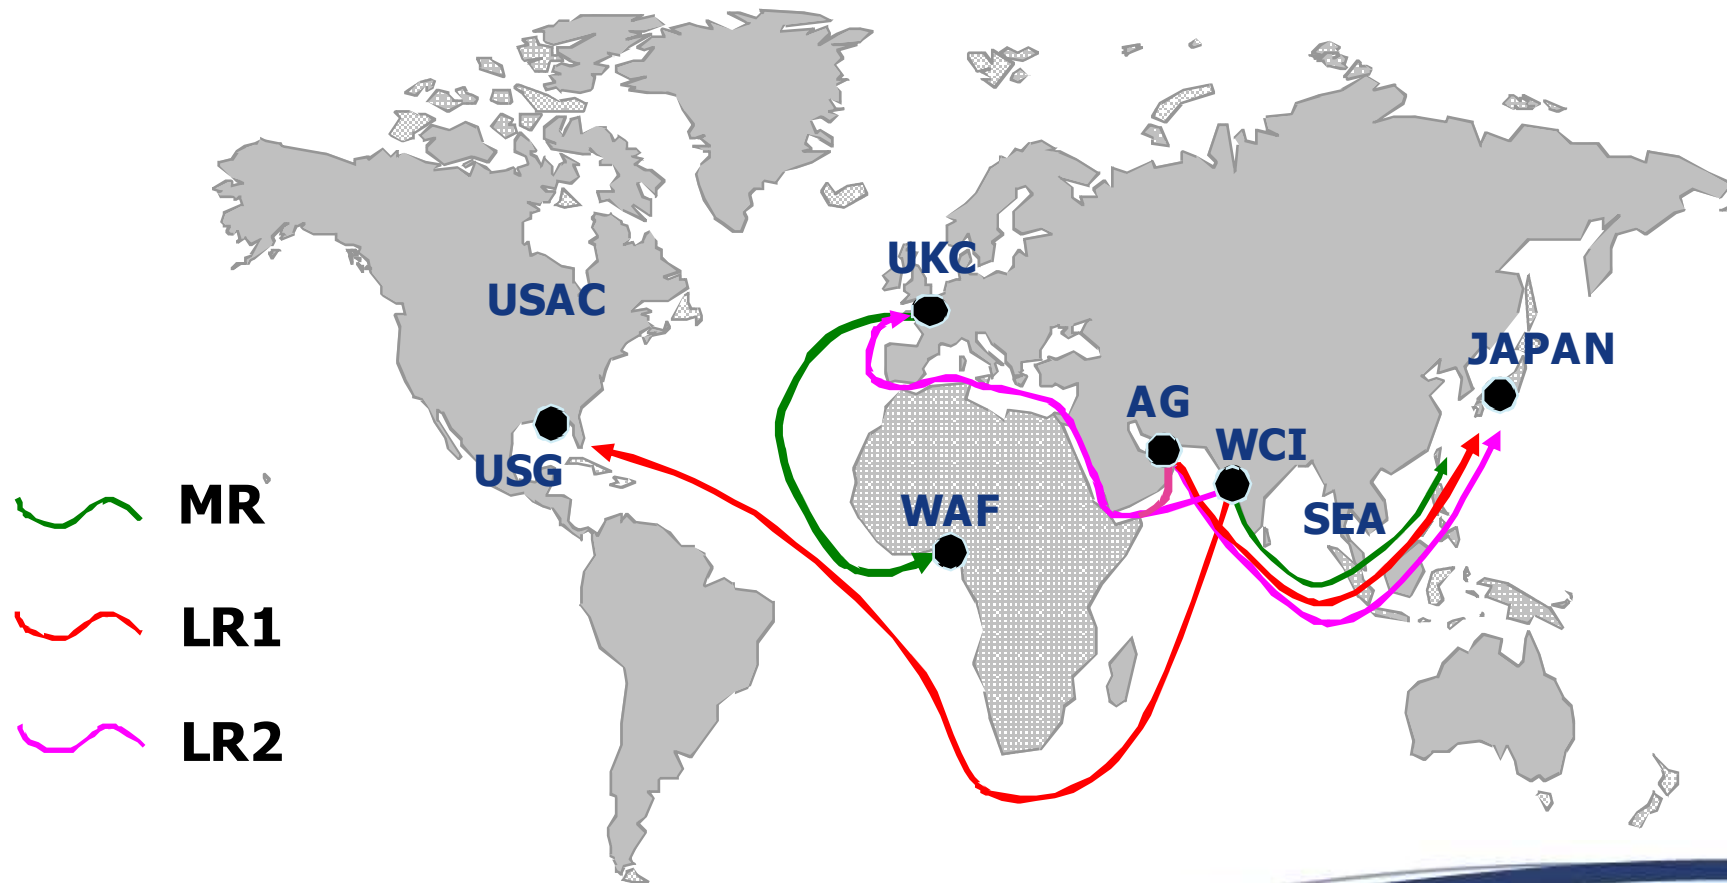 UKC
USAC
JAPAN
AG
WCI
USG
MR
WAF
SEA
LR1
LR2